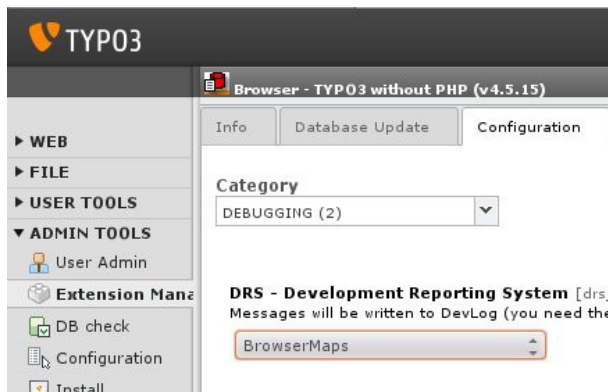 TYPO3
Browser - TYPO3 without PHP (v4.5.15)
Info
Database Update
Configuration
WEB
FILE
USER TOOLS
ADMIN TOOLS
User Admin
Extension Mana
DB check
Configuration
Install
Category
DEBUGGING (2)
DRS - Development Reporting System [drs_
Messages will be written to DevLog (you need the
BrowserMaps